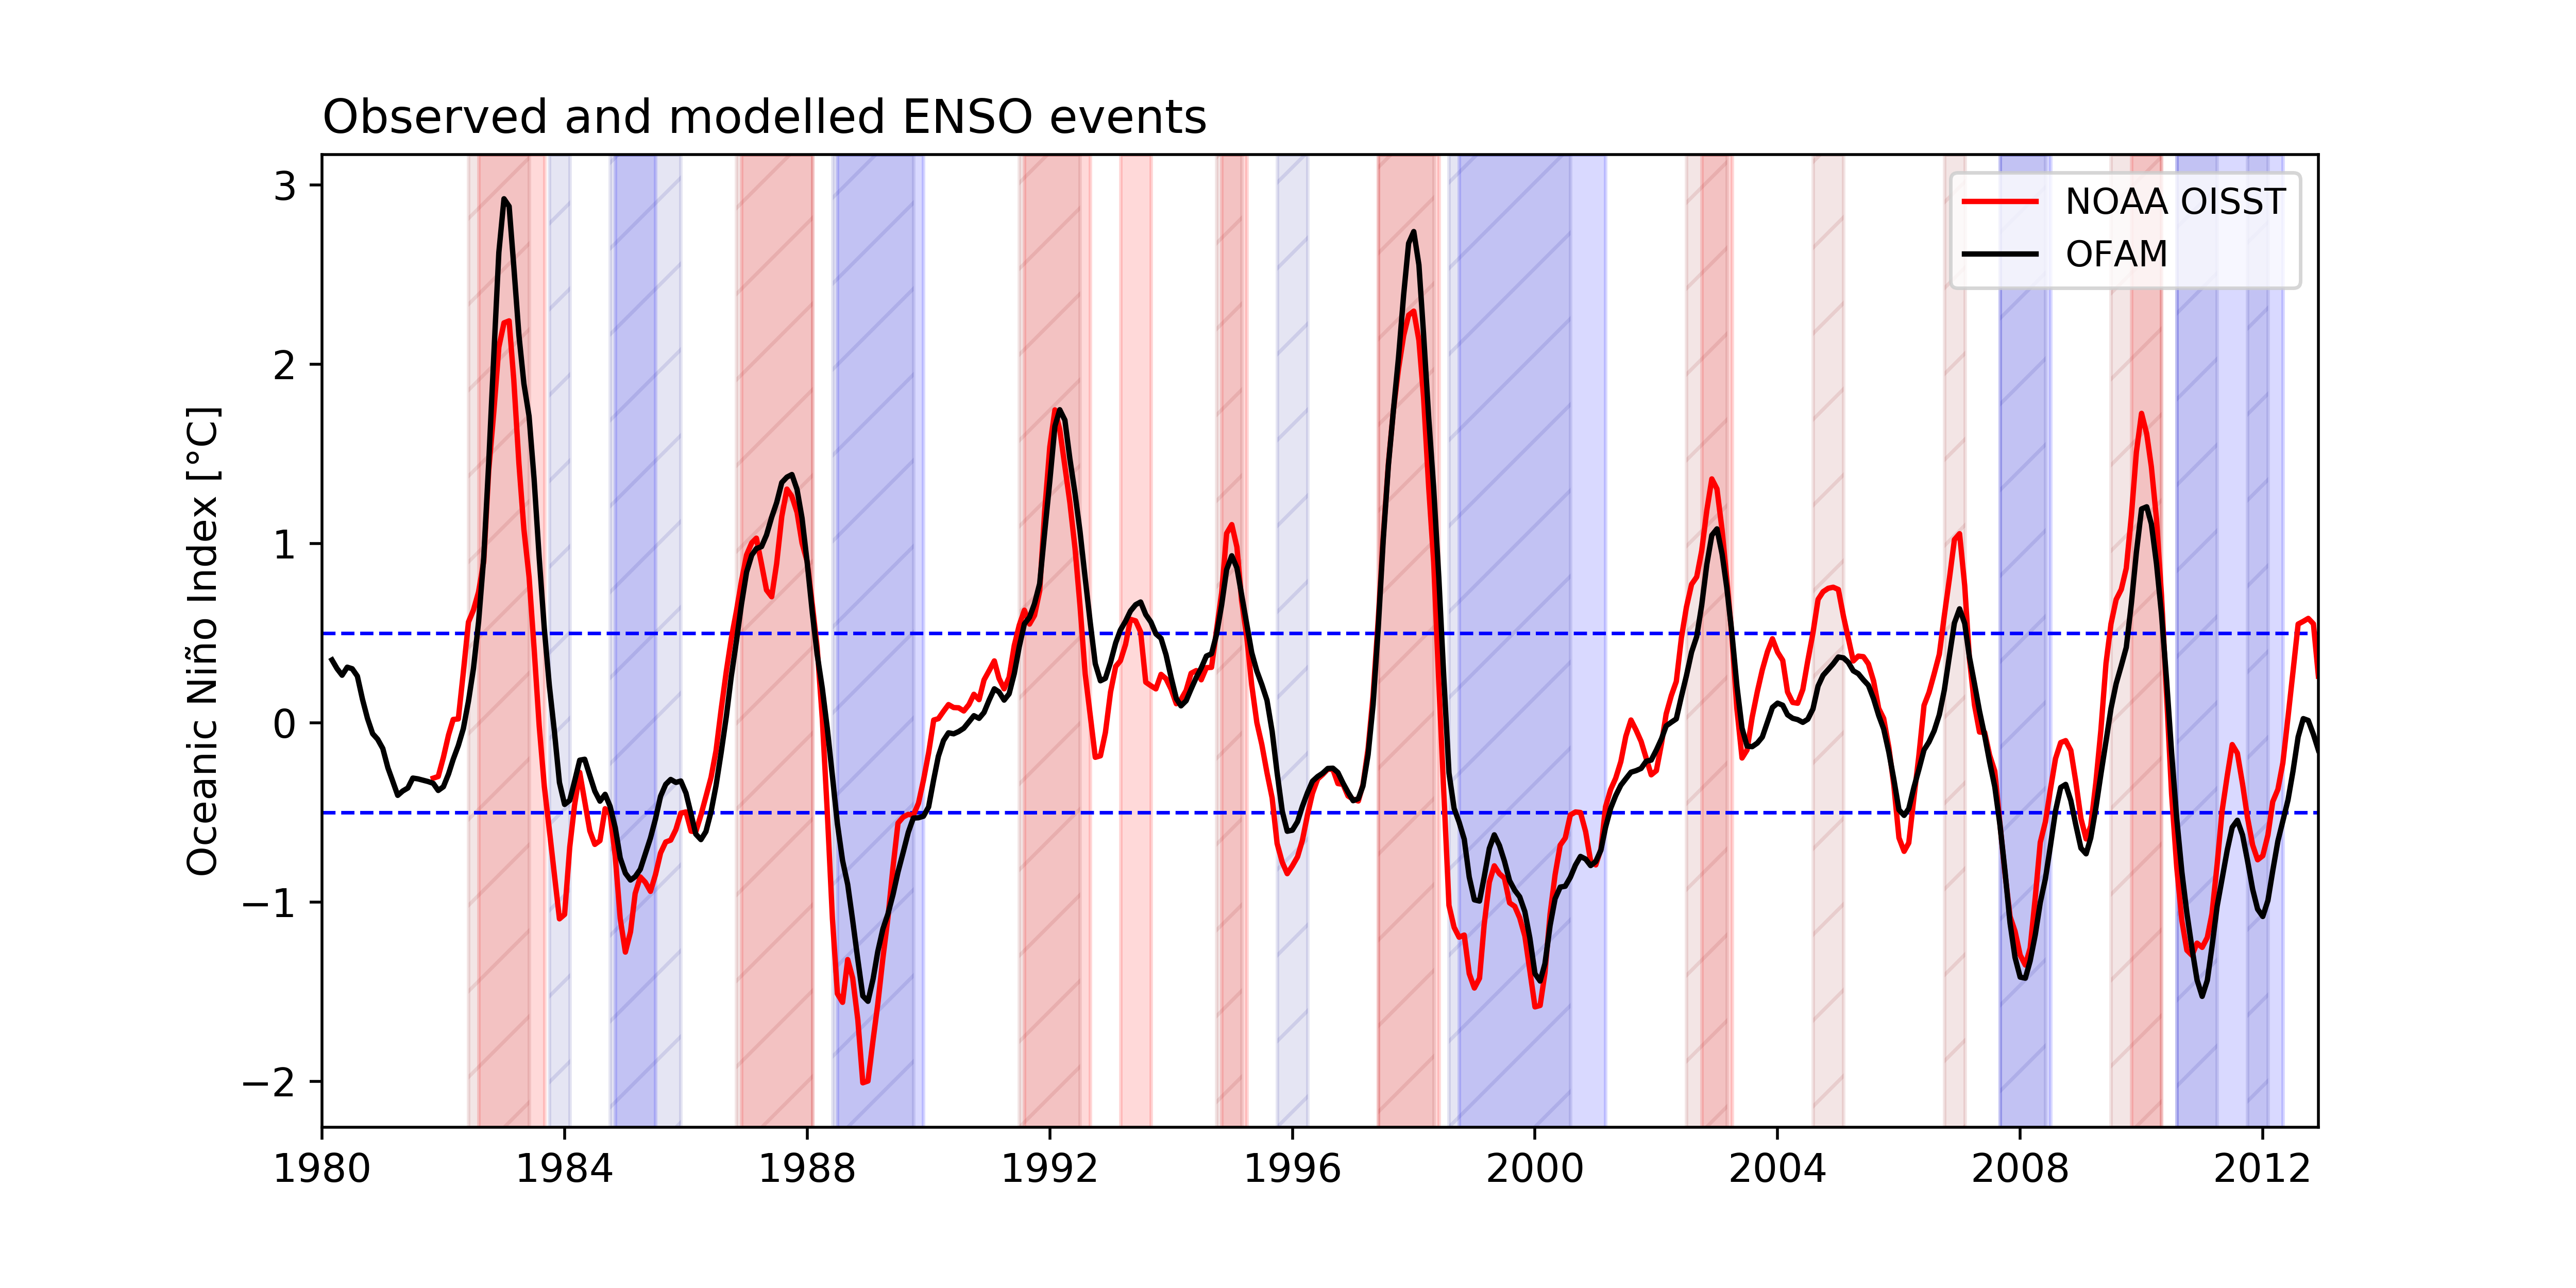 Observed and modelled ENSO events
Oceanic Niño Index [°C]
3
2
1
0
−1
−2
NOAA OISST
OFAM
1980 1984 1988 1992 1996 2000 2004 2008 2012